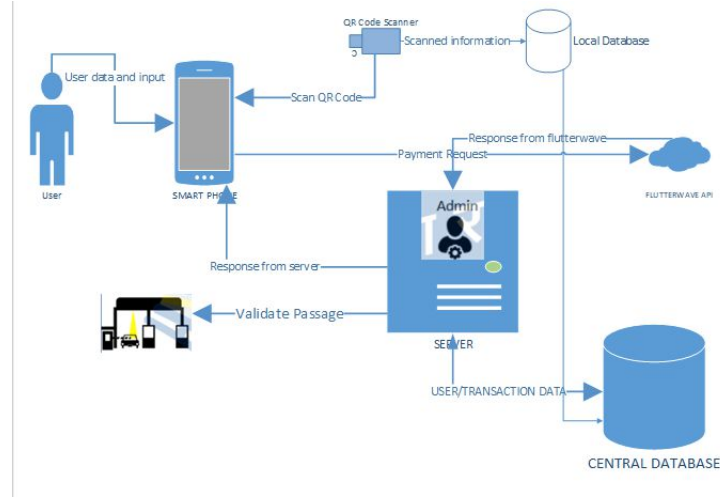 QR Code Scanner
Scanned information
Local Database
User data and input
Scan QR Code
Response from flutterwave
Payment Request
User
SMART PHONE
FLUTTERWAVE API
Admin
Response from server
Validate Passage
SERVER
USER/TRANSACTION DATA
CENTRAL DATABASE